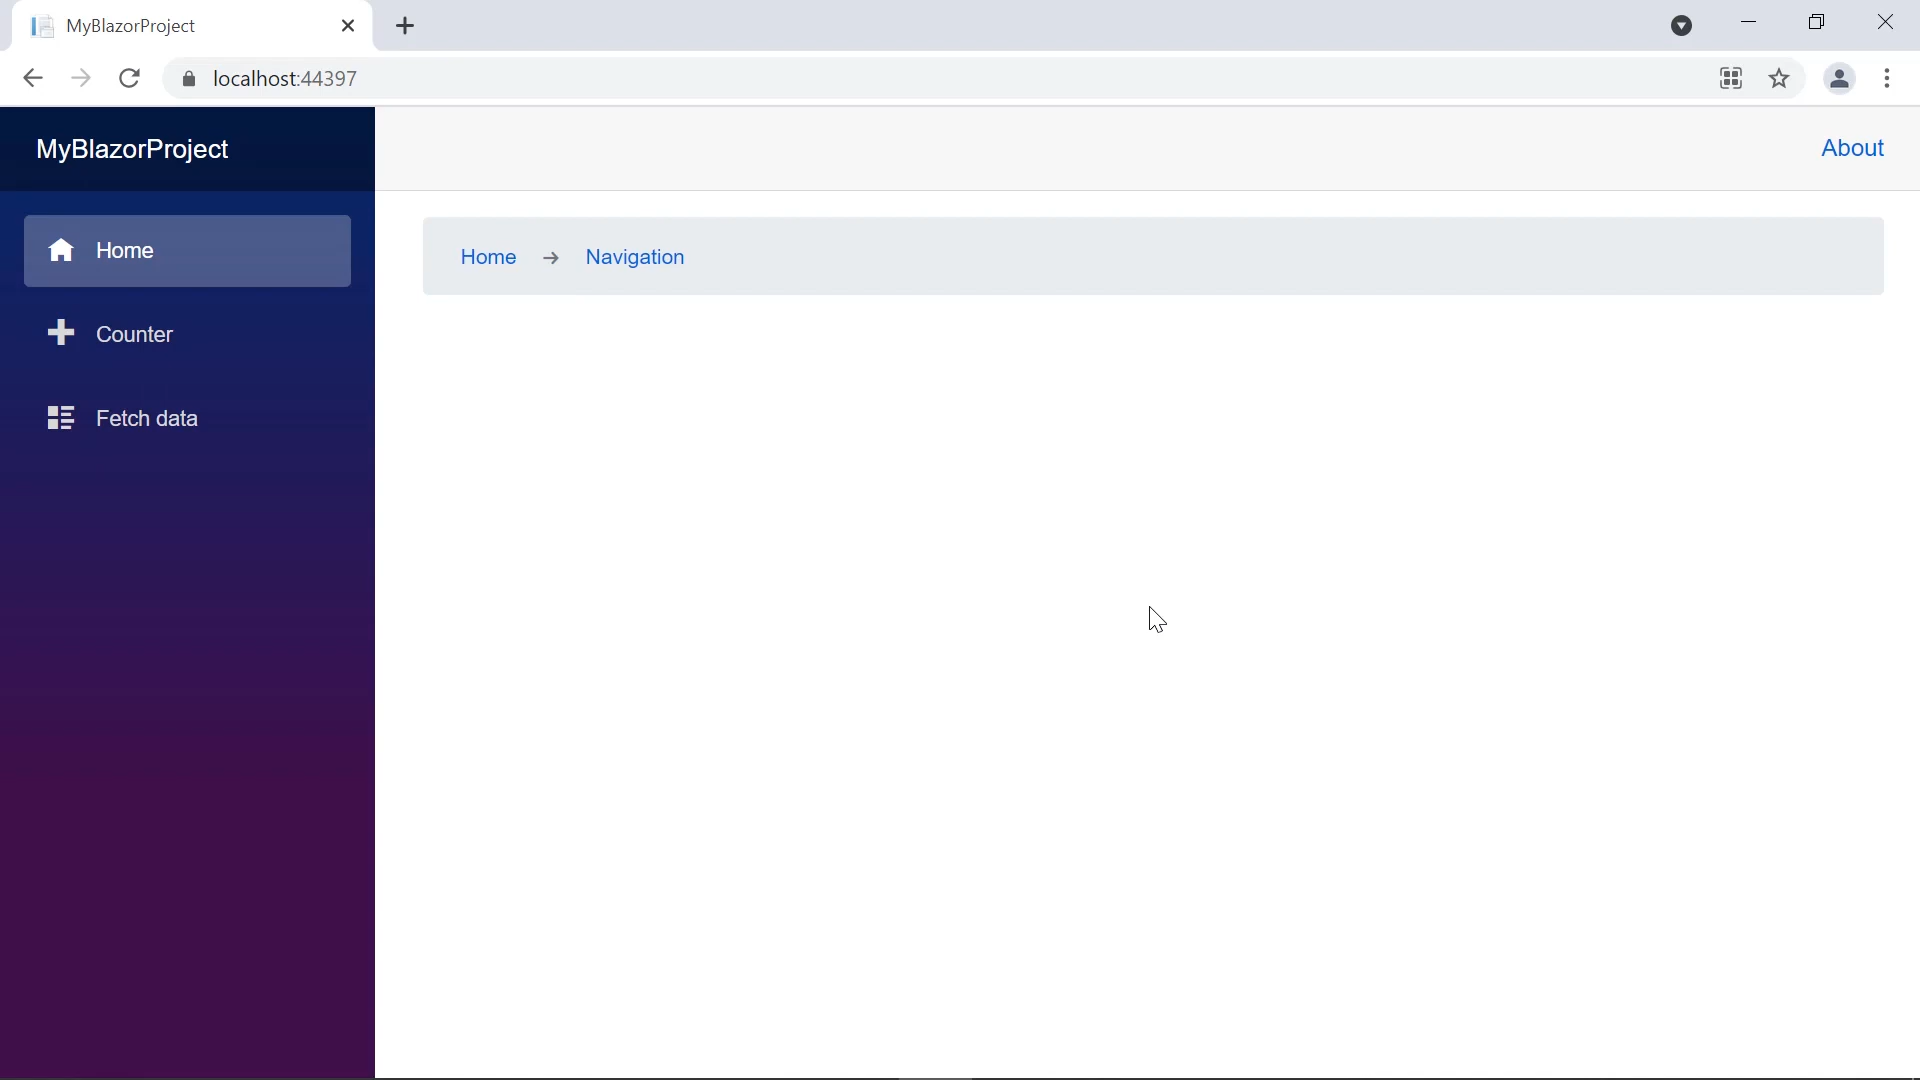 MyBlazorProject
localhost:44397
MyBlazorProject
About
Home
Home → Navigation
Counter
Fetch data